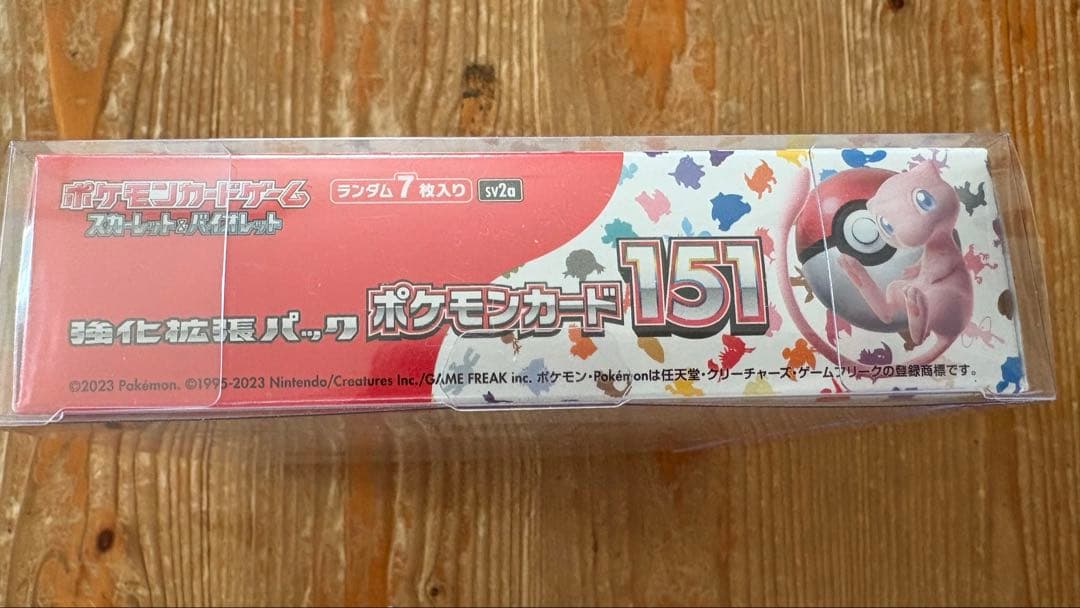 ポケモンカードゲーム
スカーレット&バイオレット
ランダム7枚入り sv2a
強化拡張パック ポケモンカード151
©2023 Pokémon. ©1995-2023 Nintendo/Creatures Inc./GAME FREAK inc. ポケモン・Pokémonは任天堂・クリーチャーズ・ゲームフリークの登録商標です。